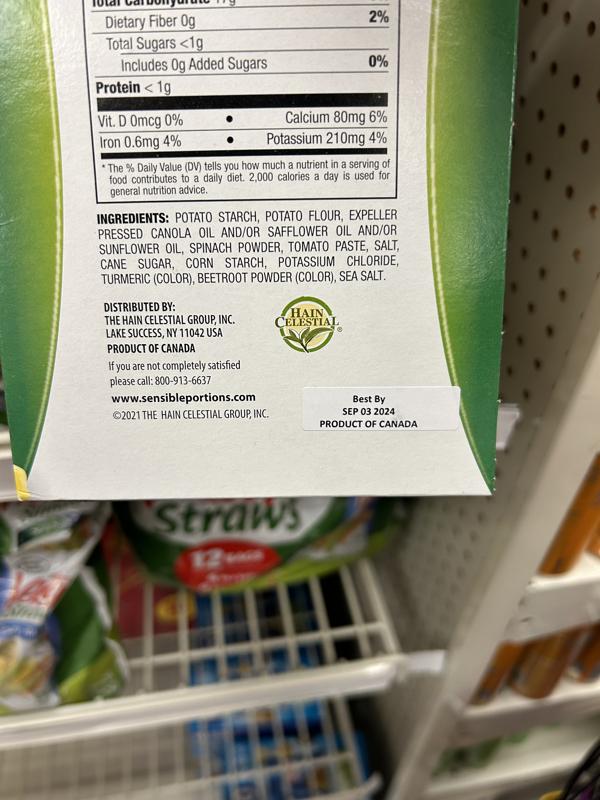 Total Carbohydrate 17g
Dietary Fiber 0g 2%
Total Sugars <1g
Includes 0g Added Sugars 0%
Protein < 1g
Vit. D 0mcg 0% • Calcium 80mg 6%
Iron 0.6mg 4% • Potassium 210mg 4%
* The % Daily Value (DV) tells you how much a nutrient in a serving of
food contributes to a daily diet. 2,000 calories a day is used for
general nutrition advice.
INGREDIENTS: POTATO STARCH, POTATO FLOUR, EXPELLER
PRESSED CANOLA OIL AND/OR SAFFLOWER OIL AND/OR
SUNFLOWER OIL, SPINACH POWDER, TOMATO PASTE, SALT,
CANE SUGAR, CORN STARCH, POTASSIUM CHLORIDE,
TURMERIC (COLOR), BEETROOT POWDER (COLOR), SEA SALT.
DISTRIBUTED BY:
THE HAIN CELESTIAL GROUP, INC.
LAKE SUCCESS, NY 11042 USA
PRODUCT OF CANADA
HAIN
CELESTIAL®
If you are not completely satisfied
please call: 800-913-6637
www.sensibleportions.com
©2021 THE HAIN CELESTIAL GROUP, INC.
Best By
SEP 03 2024
PRODUCT OF CANADA
Straws
12 BAGS